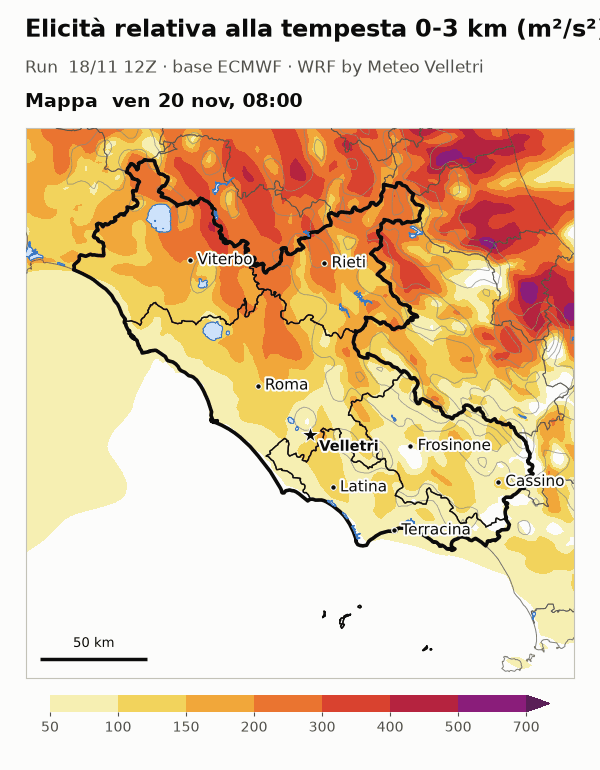 Elicità relativa alla tempesta 0-3 km (m²/s²)
Run  18/11 12Z · base ECMWF · WRF by Meteo Velletri
Mappa  ven 20 nov, 08:00
Viterbo
Rieti
Roma
Velletri
Frosinone
Cassino
Latina
Terracina
50 km
50 100 150 200 300 400 500 700